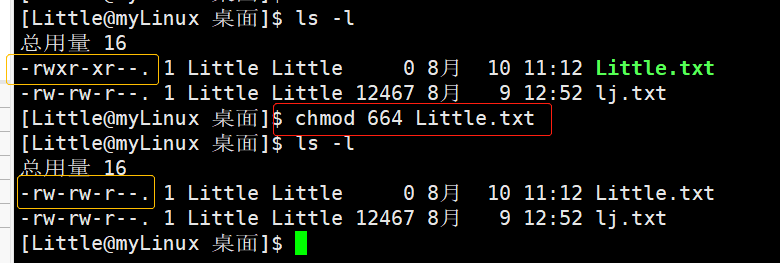 [Little@myLinux 桌面]$ ls -l
总用量 16
-rwxr-xr--. 1 Little Little     0 8月  10 11:12 Little.txt
-rw-rw-r--. 1 Little Little 12467 8月   9 12:52 lj.txt
[Little@myLinux 桌面]$ chmod 664 Little.txt
[Little@myLinux 桌面]$ ls -l
总用量 16
-rw-rw-r--. 1 Little Little     0 8月  10 11:12 Little.txt
-rw-rw-r--. 1 Little Little 12467 8月   9 12:52 lj.txt
[Little@myLinux 桌面]$